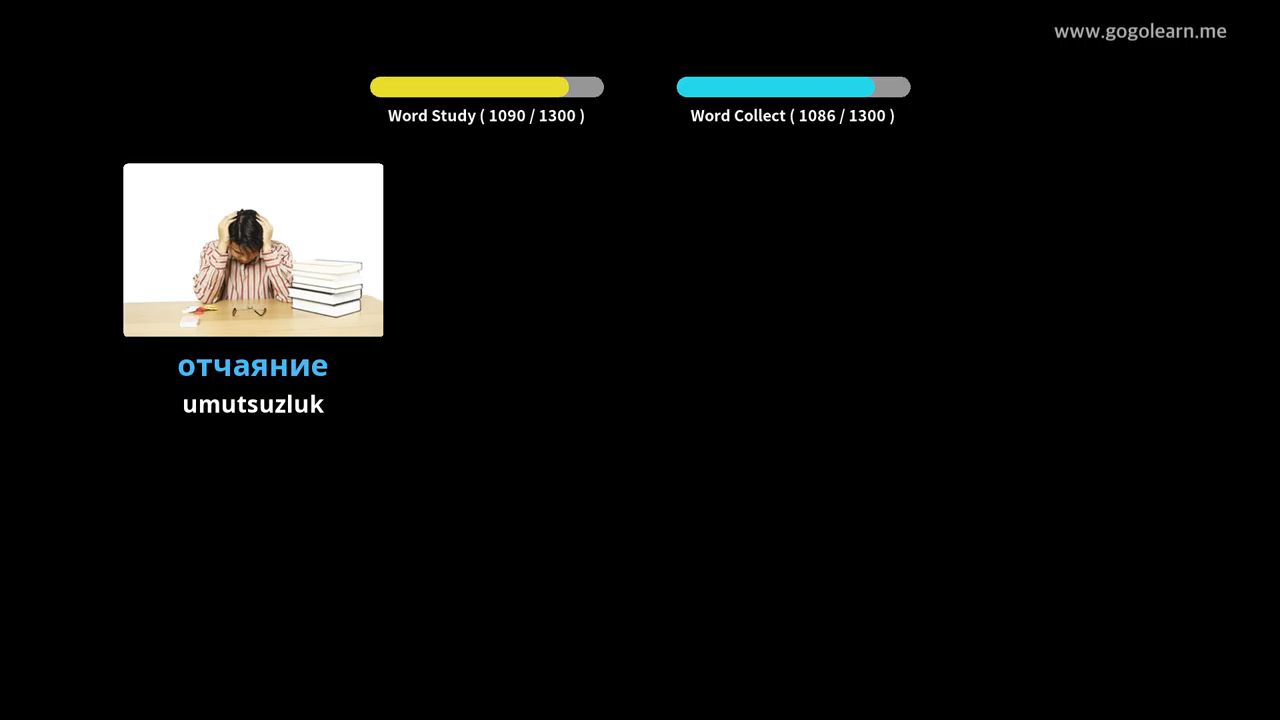 www.gogolearn.me
Word Study ( 1090 / 1300 )
Word Collect ( 1086 / 1300 )
отчаяние
umutsuzluk